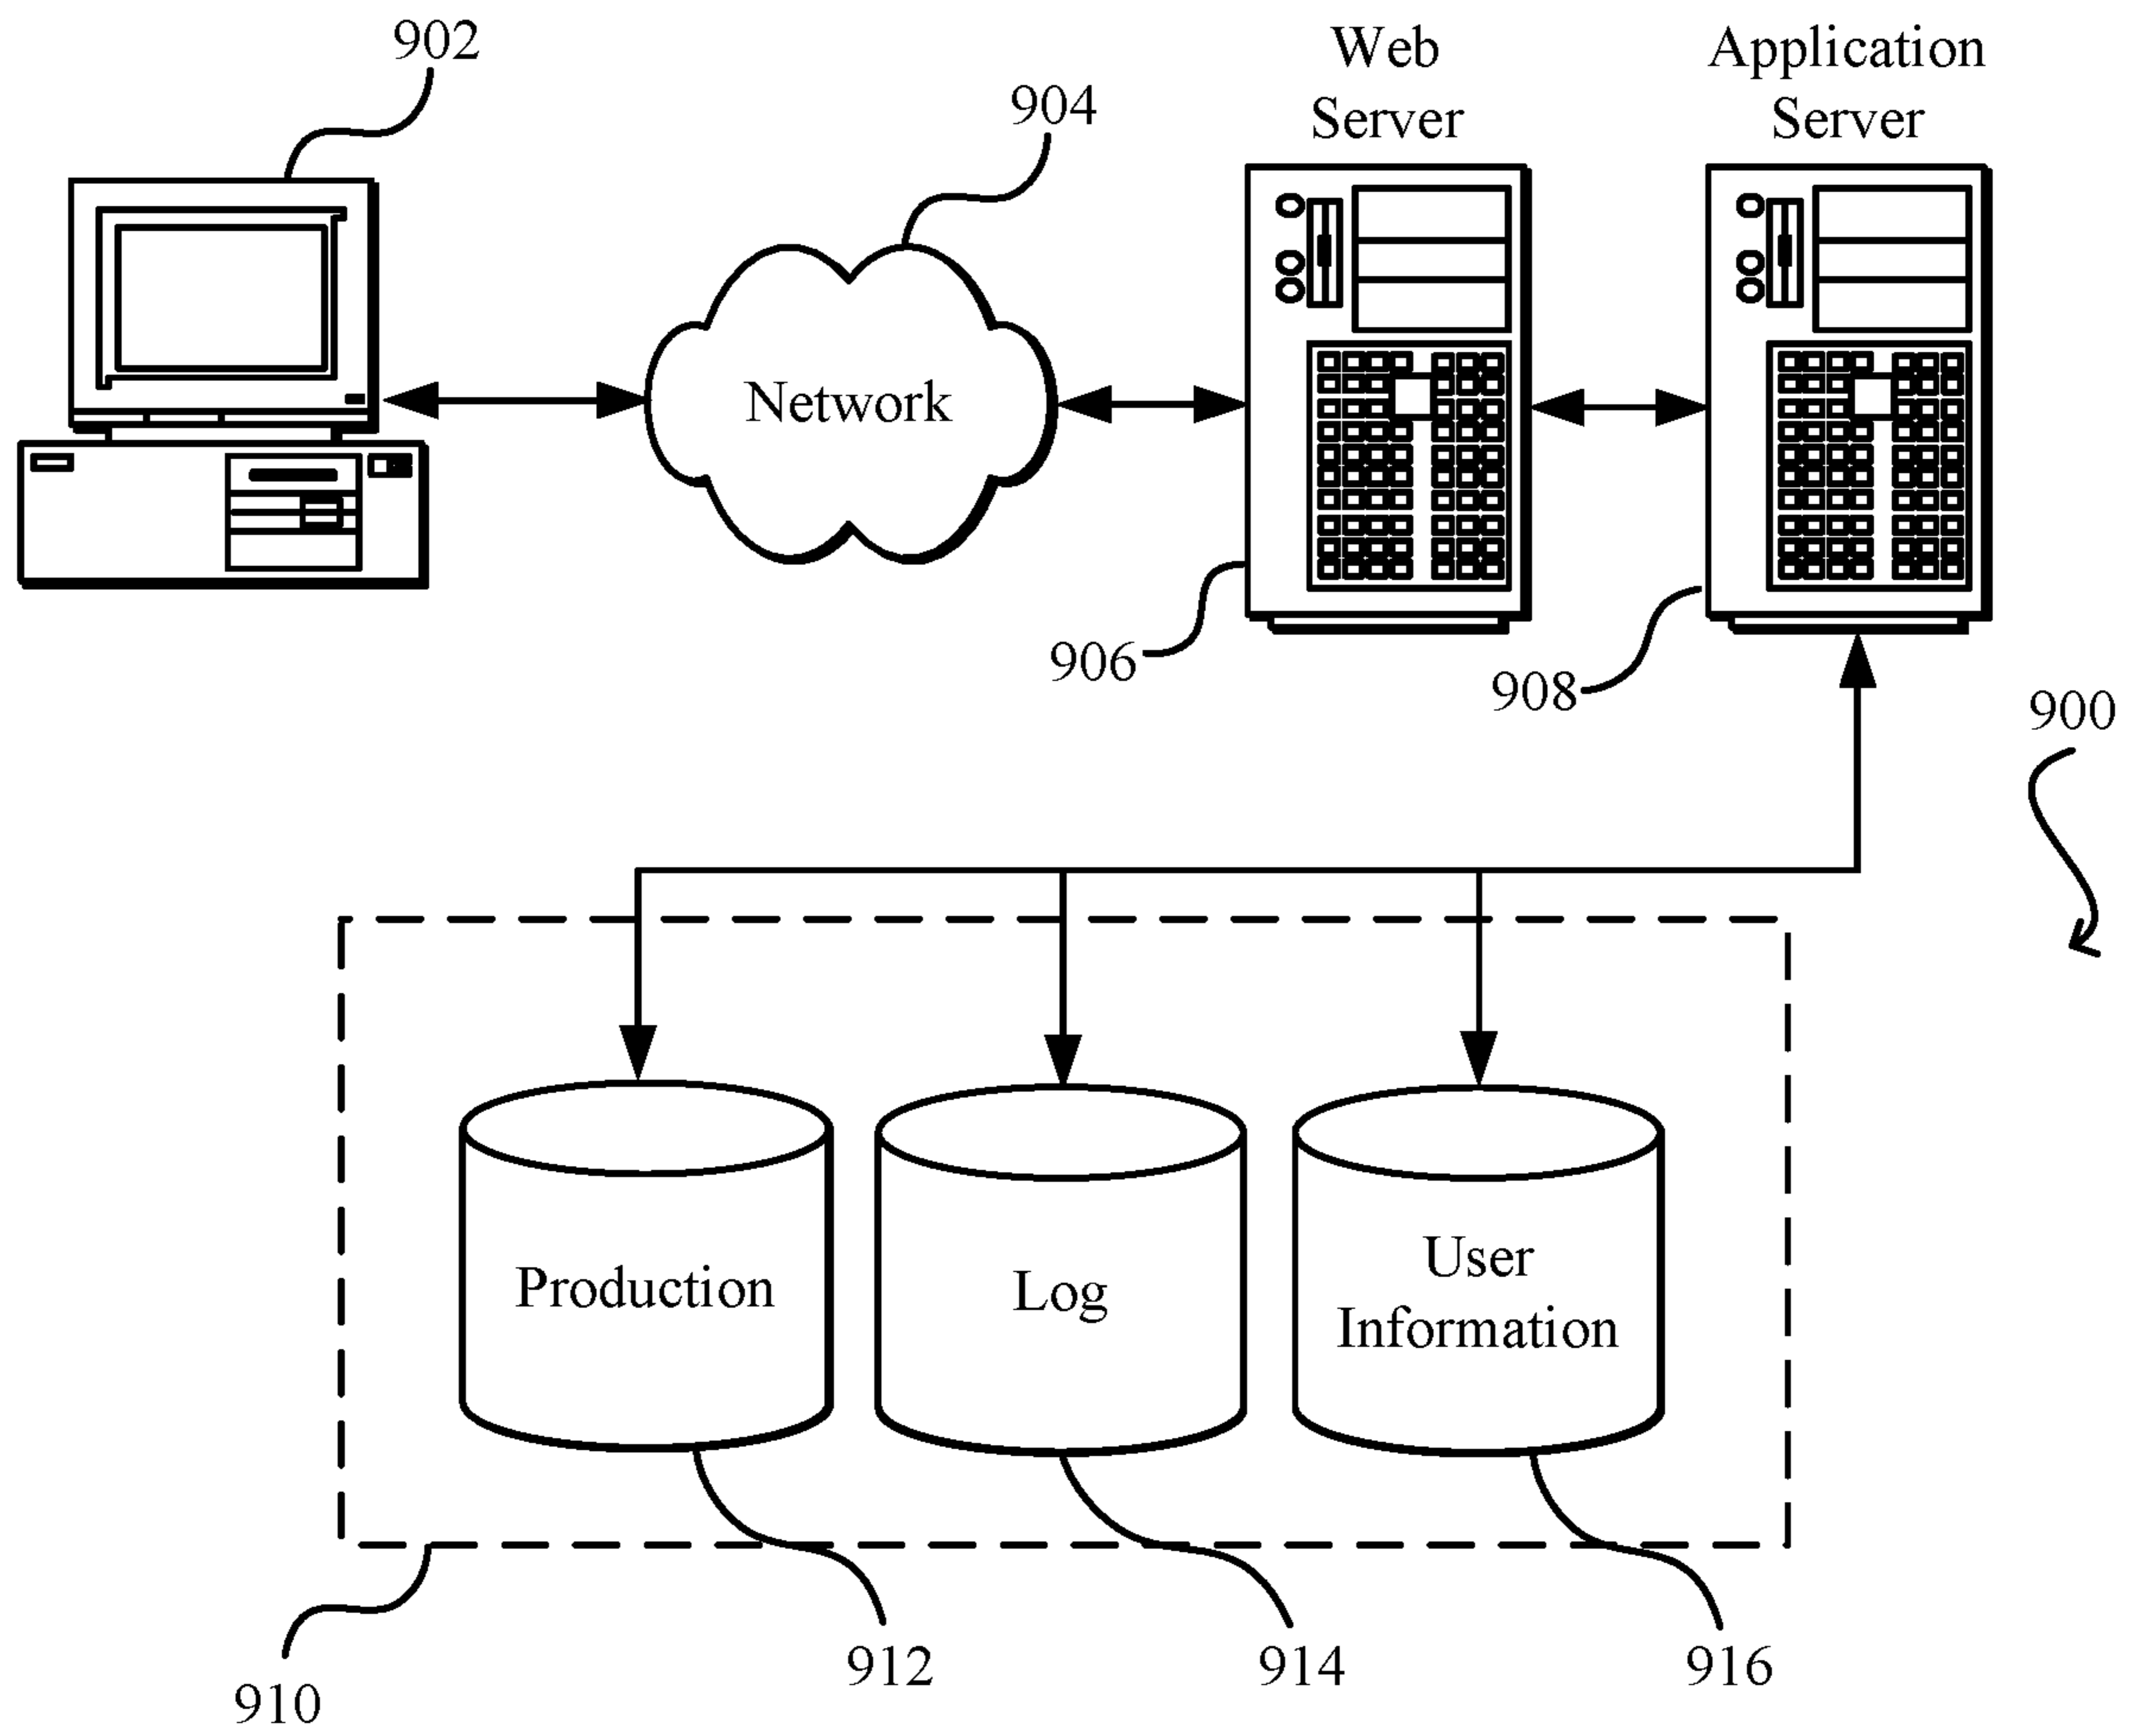 902
904
Web
Server
Application
Server
Network
906
908
900
Production
Log
User
Information
910
912
914
916